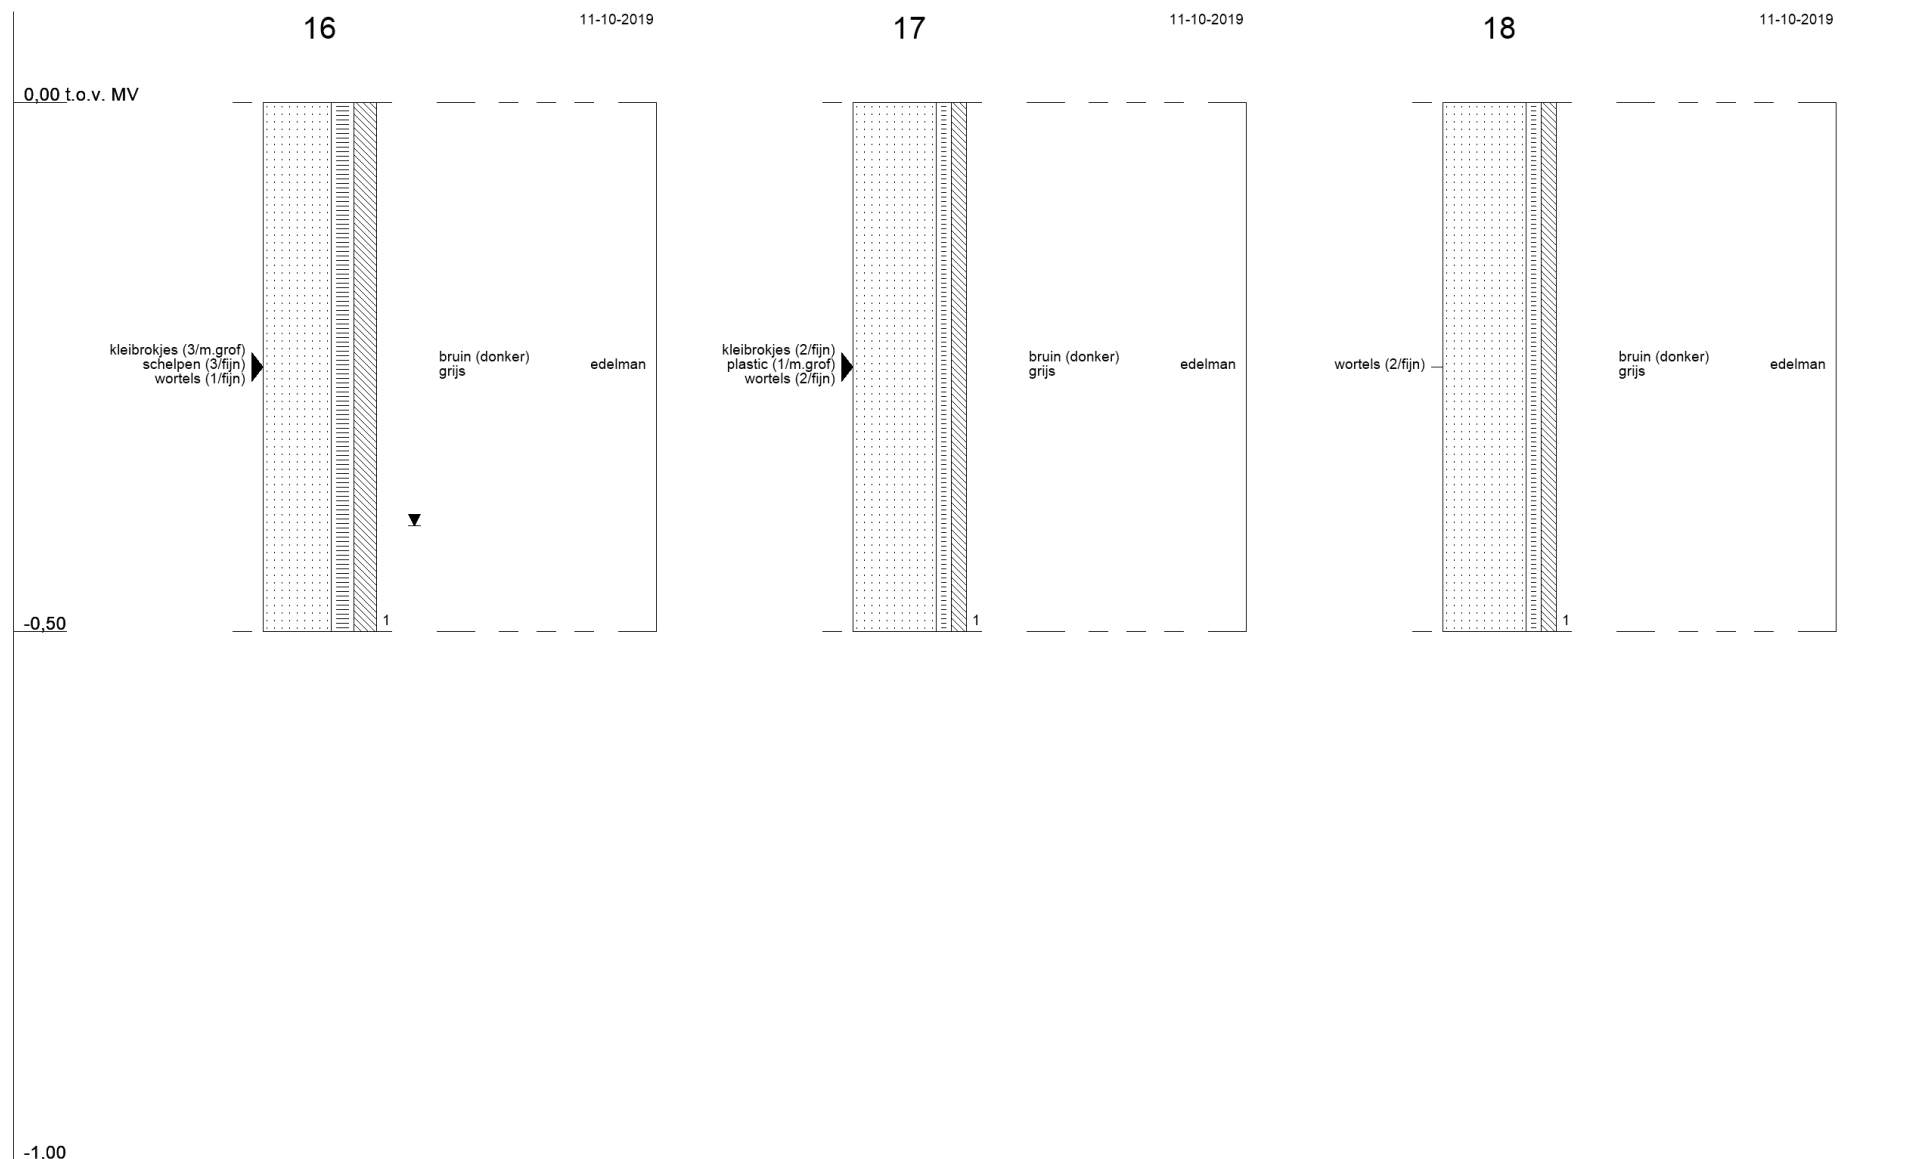 16
11-10-2019
17
11-10-2019
18
11-10-2019
0,00 t.o.v. MV
kleibrokjes (3/m.grof)
schelpen (3/fijn)
wortels (1/fijn)
bruin (donker)
grijs
edelman
1
kleibrokjes (2/fijn)
plastic (1/m.grof)
wortels (2/fijn)
bruin (donker)
grijs
edelman
1
wortels (2/fijn)
bruin (donker)
grijs
edelman
1
-0,50
-1,00